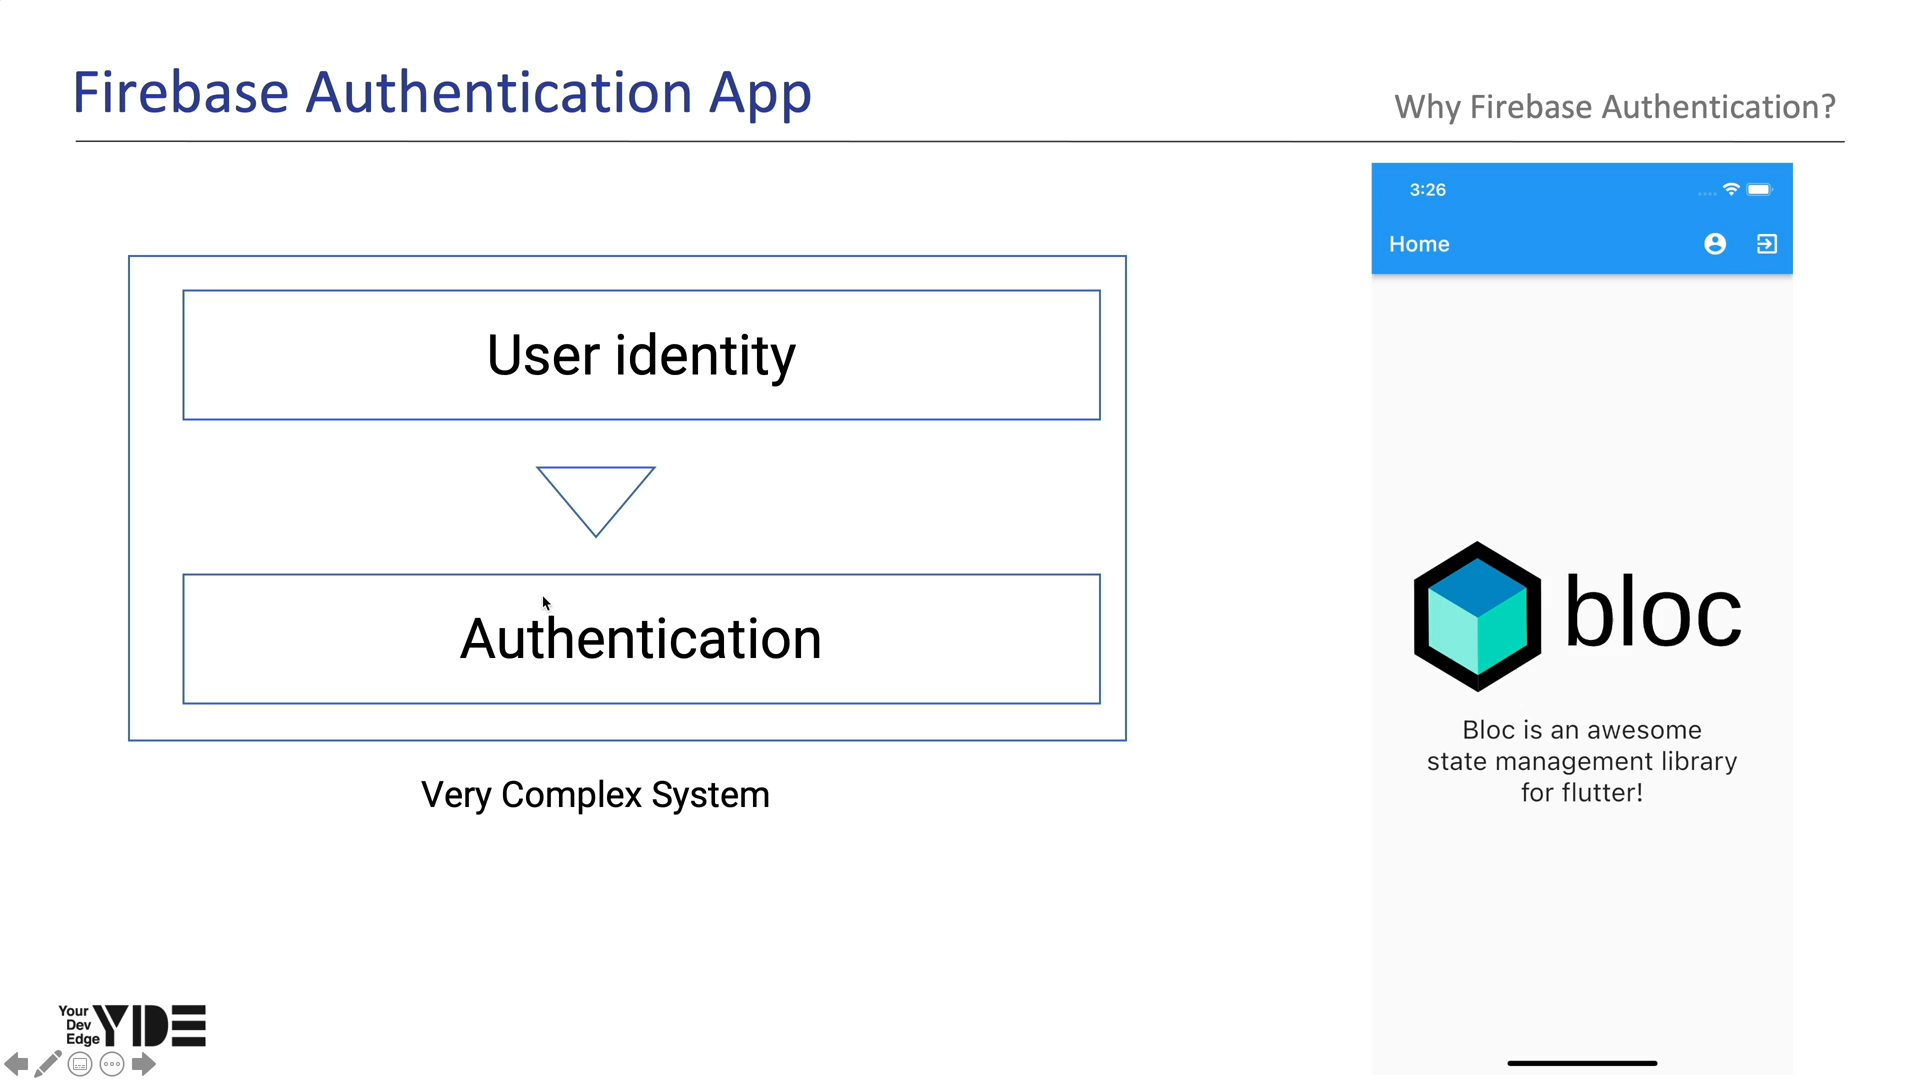 Firebase Authentication App
Why Firebase Authentication?
User identity
Authentication
Very Complex System
3:26
Home
bloc
Bloc is an awesome
state management library
for flutter!
Your
Dev
Edge
YDE